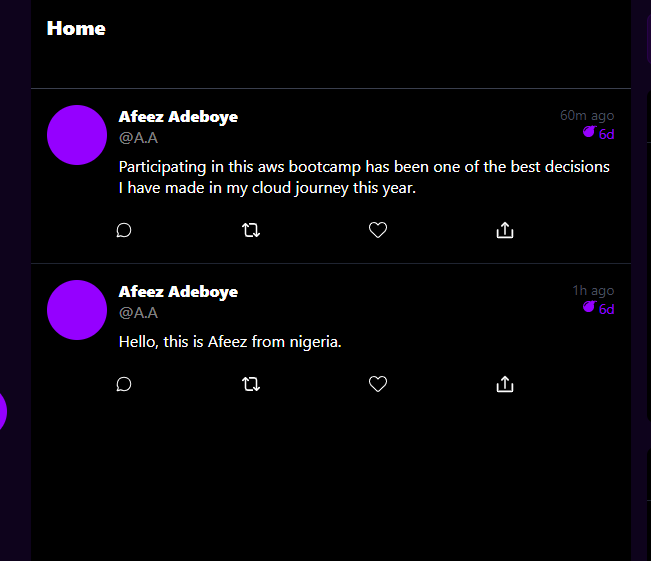 Home
Afeez Adeboye
60m ago
@A.A
6d
Participating in this aws bootcamp has been one of the best decisions
I have made in my cloud journey this year.
Afeez Adeboye
1h ago
@A.A
6d
Hello, this is Afeez from nigeria.